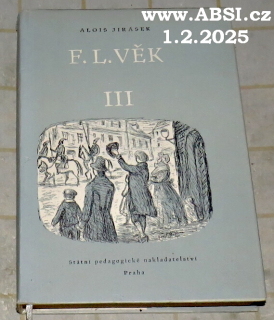 www.ABSI.cz
1.2.2025
ALOIS JIRÁSEK
F. L. VĚK
III
Státní pedagogické nakladatelství
Praha